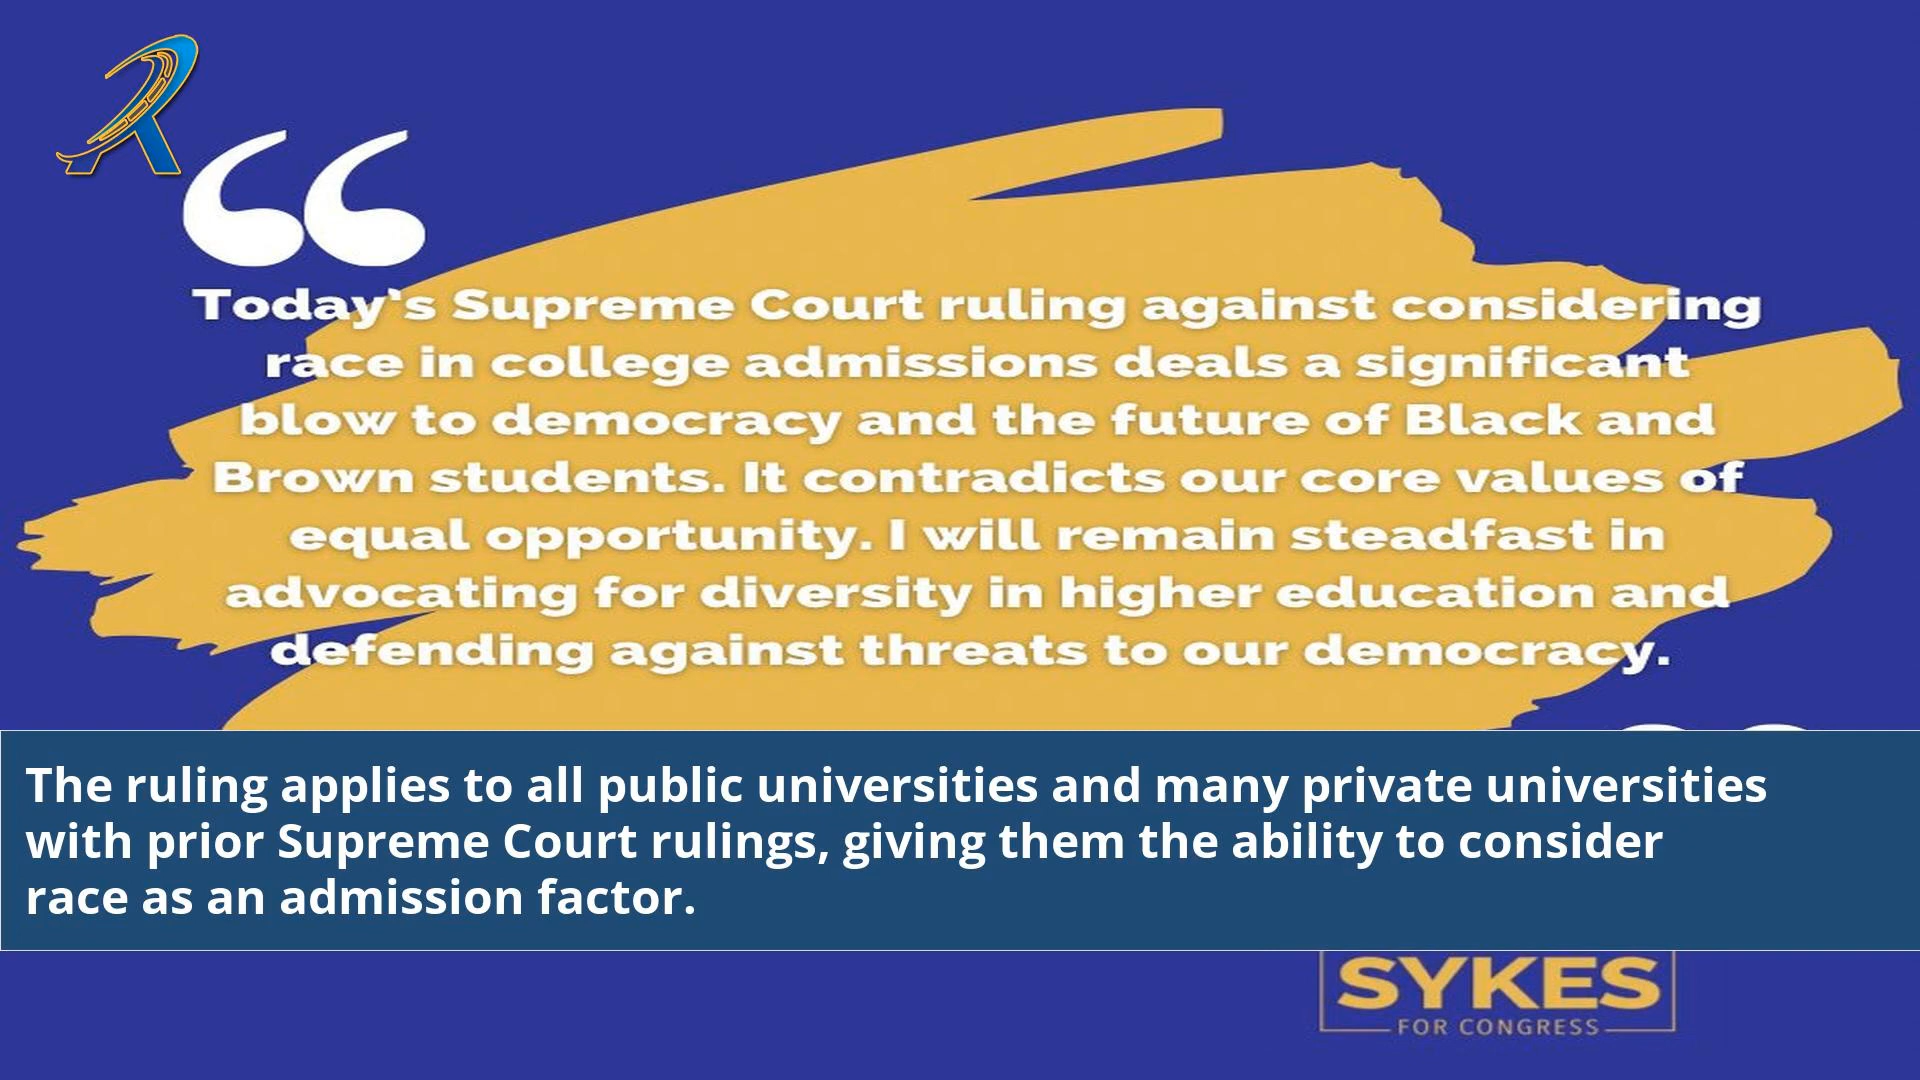 “
Today's Supreme Court ruling against considering
race in college admissions deals a significant
blow to democracy and the future of Black and
Brown students. It contradicts our core values of
equal opportunity. I will remain steadfast in
advocating for diversity in higher education and
defending against threats to our democracy.
The ruling applies to all public universities and many private universities
with prior Supreme Court rulings, giving them the ability to consider
race as an admission factor.
SYKES
FOR CONGRESS